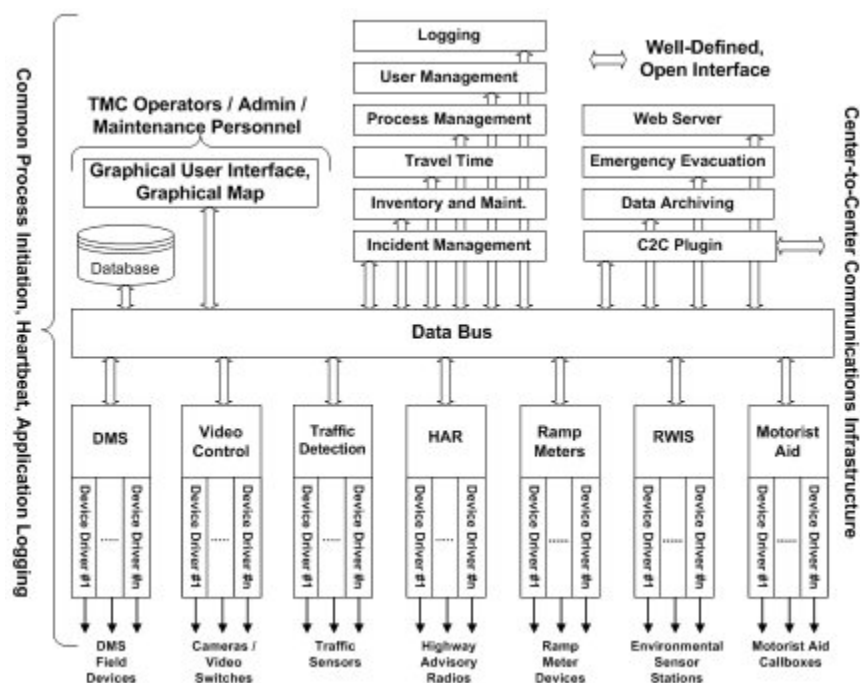 Common Process Initiation, Heartbeat, Application Logging
TMC Operators / Admin /
Maintenance Personnel
Graphical User Interface,
Graphical Map
Database
Logging
User Management
Process Management
Travel Time
Inventory and Maint.
Incident Management
Well-Defined,
Open Interface
Web Server
Emergency Evacuation
Data Archiving
C2C Plugin
Center-to-Center Communications Infrastructure
Data Bus
DMS
Video
Control
Traffic
Detection
HAR
Ramp
Meters
RWIS
Motorist
Aid
Device Driver #1
.....
Device Driver #n
Device Driver #1
.....
Device Driver #n
Device Driver #1
.....
Device Driver #n
Device Driver #1
.....
Device Driver #n
Device Driver #1
.....
Device Driver #n
Device Driver #1
.....
Device Driver #n
Device Driver #1
.....
Device Driver #n
DMS
Field
Devices
Cameras /
Video
Switches
Traffic
Sensors
Highway
Advisory
Radios
Ramp
Meter
Devices
Environmental
Sensor
Stations
Motorist Aid
Callboxes